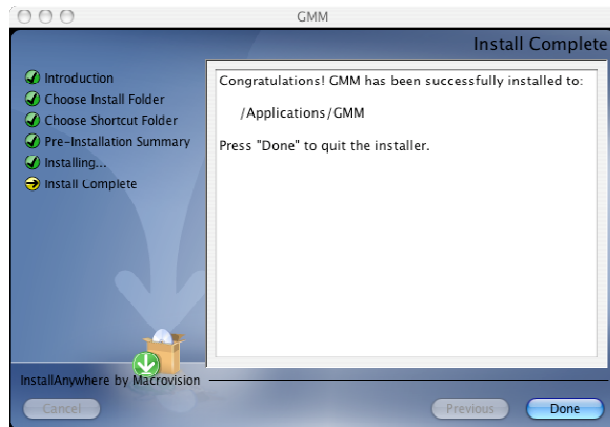 GMM
Install Complete
Introduction
Choose Install Folder
Choose Shortcut Folder
Pre-Installation Summary
Installing...
Install Complete
Congratulations! GMM has been successfully installed to:
/Applications/GMM
Press "Done" to quit the installer.
InstallAnywhere by Macrovision
Cancel
Previous
Done